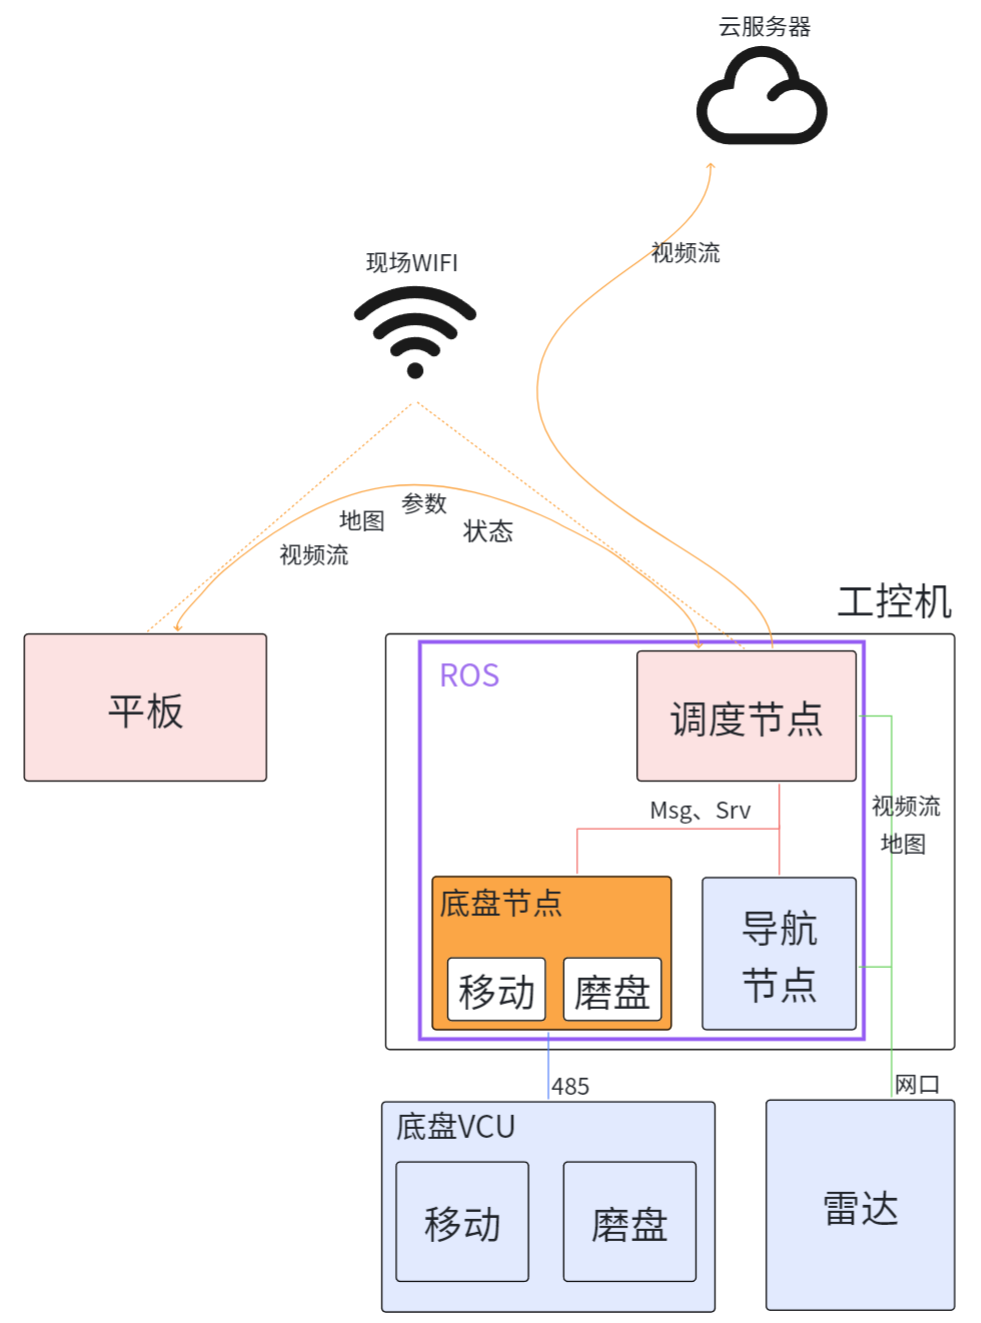 云服务器
视频流
现场WIFI
参数
地图
状态
视频流
工控机
平板
ROS
调度节点
Msg、Srv
视频流
地图
底盘节点
移动
磨盘
导航
节点
485
网口
底盘VCU
移动
磨盘
雷达